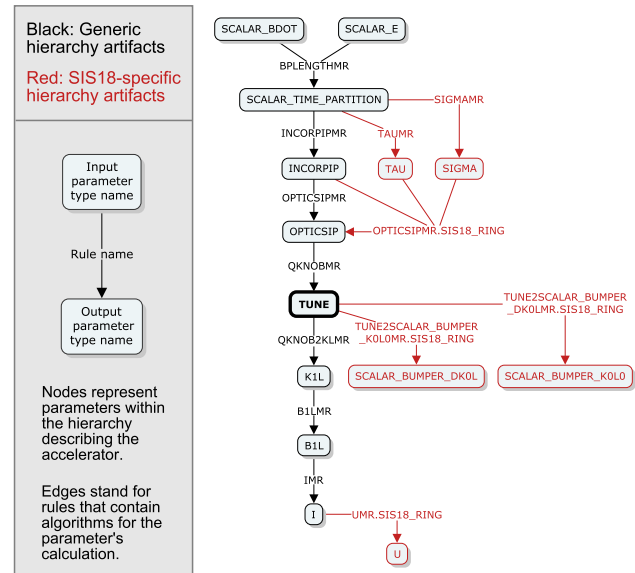 Black: Generic
hierarchy artifacts
Red: SIS18-specific
hierarchy artifacts
Input
parameter
type name
Rule name
Output
parameter
type name
Nodes represent
parameters within
the hierarchy
describing the
accelerator.
Edges stand for
rules that contain
algorithms for the
parameter's
calculation.
SCALAR_BDOT
SCALAR_E
BPLENGTHMR
SCALAR_TIME_PARTITION
SIGMAMR
INCORPIPMR
TAUMR
INCORPIP
TAU
SIGMA
OPTICSIPMR
OPTICSIP
OPTICSIPMR.SIS18_RING
QKNOBMR
TUNE
TUNE2SCALAR_BUMPER
_DK0LMR.SIS18_RING
TUNE2SCALAR_BUMPER
_K0L0MR.SIS18_RING
QKNOB2KLMR
K1L
SCALAR_BUMPER_DK0L
SCALAR_BUMPER_K0L0
B1LMR
B1L
IMR
I
UMR.SIS18_RING
U